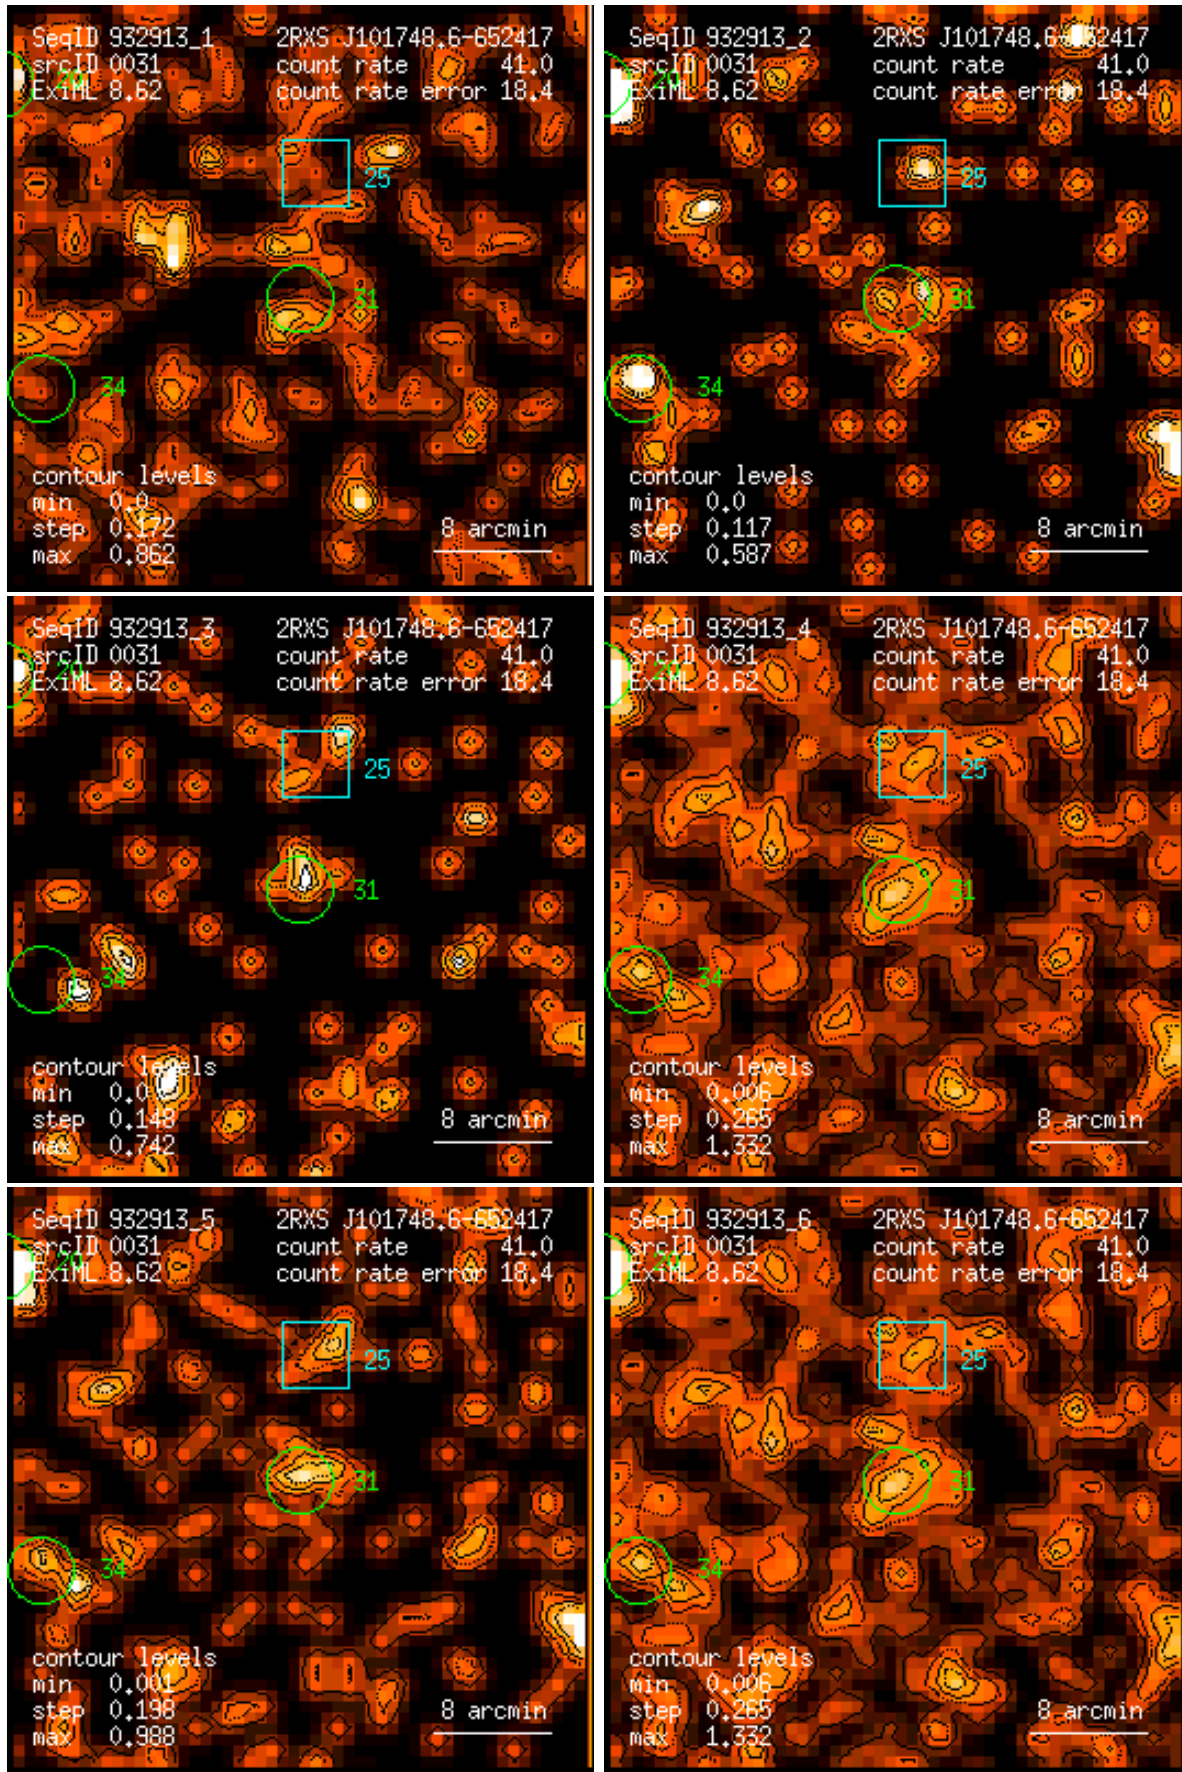 SeqID 932913_1 2RXS J101748.6-652417
srcID 0031 count rate 41.0
ExiML 8.62 count rate error 18.4
29
25
31
34
contour levels
min 0.0
step 0.172
max 0.862
8 arcmin
SeqID 932913_2 2RXS J101748.6-652417
srcID 0031 count rate 41.0
ExiML 8.62 count rate error 18.4
25
31
34
contour levels
min 0.0
step 0.117
max 0.587
8 arcmin
SeqID 932913_3 2RXS J101748.6-652417
srcID 0031 count rate 41.0
ExiML 8.62 count rate error 18.4
25
31
34
contour levels
min 0.0
step 0.148
max 0.742
8 arcmin
SeqID 932913_4 2RXS J101748.6-652417
srcID 0031 count rate 41.0
ExiML 8.62 count rate error 18.4
25
31
34
contour levels
min 0.006
step 0.265
max 1.332
8 arcmin
SeqID 932913_5 2RXS J101748.6-652417
srcID 0031 count rate 41.0
ExiML 8.62 count rate error 18.4
25
31
34
contour levels
min 0.001
step 0.198
max 0.988
8 arcmin
SeqID 932913_6 2RXS J101748.6-652417
srcID 0031 count rate 41.0
ExiML 8.62 count rate error 18.4
25
31
34
contour levels
min 0.006
step 0.265
max 1.332
8 arcmin